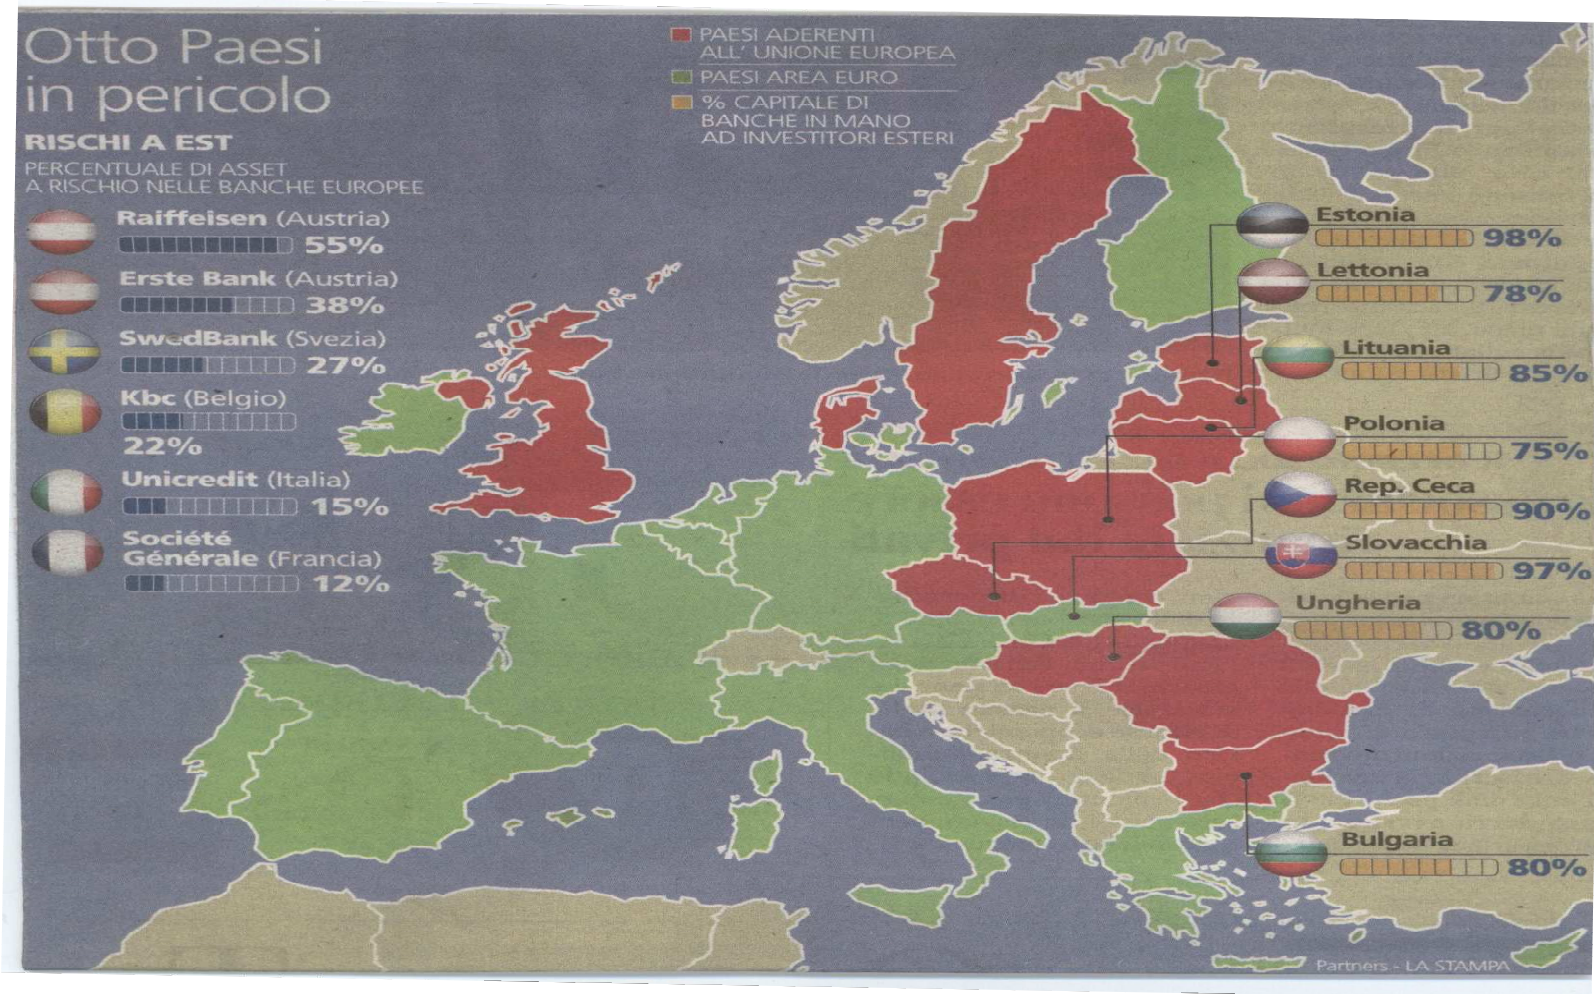 Otto Paesi
in pericolo
RISCHI A EST
PERCENTUALE DI ASSET
A RISCHIO NELLE BANCHE EUROPEE
Raiffeisen (Austria)
55%
Erste Bank (Austria)
38%
SwedBank (Svezia)
27%
Kbc (Belgio)
22%
Unicredit (Italia)
15%
Société
Générale (Francia)
12%
PAESI ADERENTI
ALL' UNIONE EUROPEA
PAESI AREA EURO
% CAPITALE DI
BANCHE IN MANO
AD INVESTITORI ESTERI
Estonia
98%
Lettonia
78%
Lituania
85%
Polonia
75%
Rep. Ceca
90%
Slovacchia
97%
Ungheria
80%
Bulgaria
80%
Partners - LA STAMPA